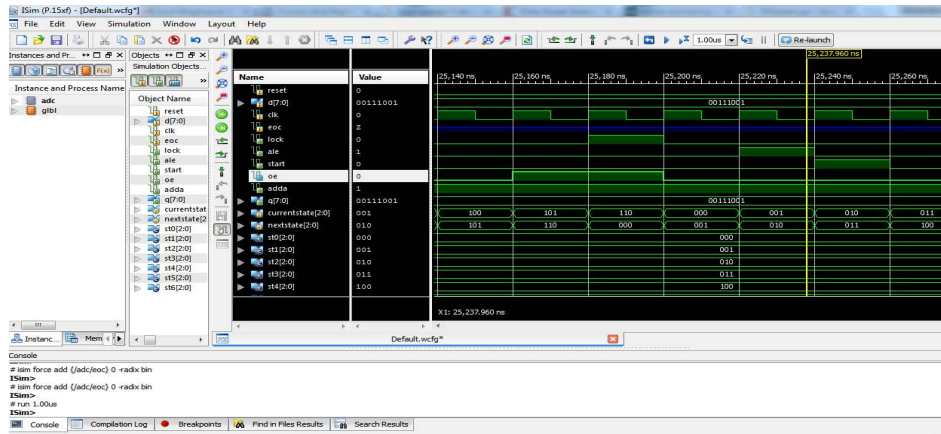 ISim (P.15xf) - [Default.wcfg*]
File Edit View Simulation Window Layout Help
1.00us Re-launch
Instances and Pr...
Instance and Process Name
adc
glbl
Objects
Simulation Objects...
Object Name
reset
d[7:0]
clk
eoc
lock
ale
start
oe
adda
q[7:0]
currentstat
nextstate[2
st0[2:0]
st1[2:0]
st2[2:0]
st3[2:0]
st4[2:0]
st5[2:0]
st6[2:0]
25,237.960 ns
Name Value 25,140 ns 25,160 ns 25,180 ns 25,200 ns 25,220 ns 25,240 ns 25,260 ns
reset 0
d[7:0] 00111001 00111001
clk 0
eoc Z
lock 0
ale 1
start 0
oe 0
adda 1
q[7:0] 00111001 00111001
currentstate[2:0] 001 100 101 110 000 001 010 011
nextstate[2:0] 010 101 110 000 001 010 011 100
st0[2:0] 000 000
st1[2:0] 001 001
st2[2:0] 010 010
st3[2:0] 011 011
st4[2:0] 100 100
X1: 25,237.960 ns
Instanc... Mem Default.wcfg*
Console
# isim force add {/adc/eoc} 0 -radix bin
ISim>
# isim force add {/adc/eoc} 0 -radix bin
ISim>
# run 1.00us
ISim>
Console Compilation Log Breakpoints Find in Files Results Search Results